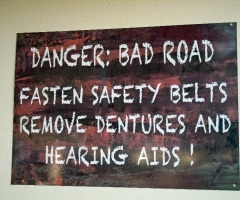 DANGER: BAD ROAD
FASTEN SAFETY BELTS
REMOVE DENTURES AND
HEARING AIDS !